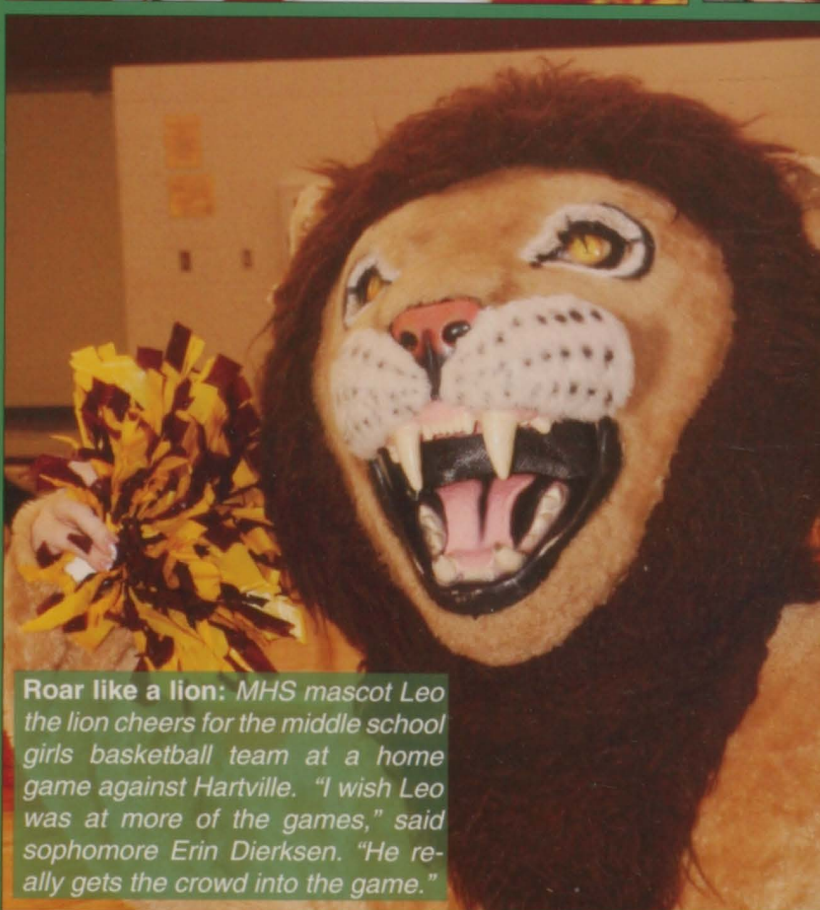 Roar like a lion: MHS mascot Leo
the lion cheers for the middle school
girls basketball team at a home
game against Hartville. "I wish Leo
was at more of the games," said
sophomore Erin Dierksen. "He re-
ally gets the crowd into the game."